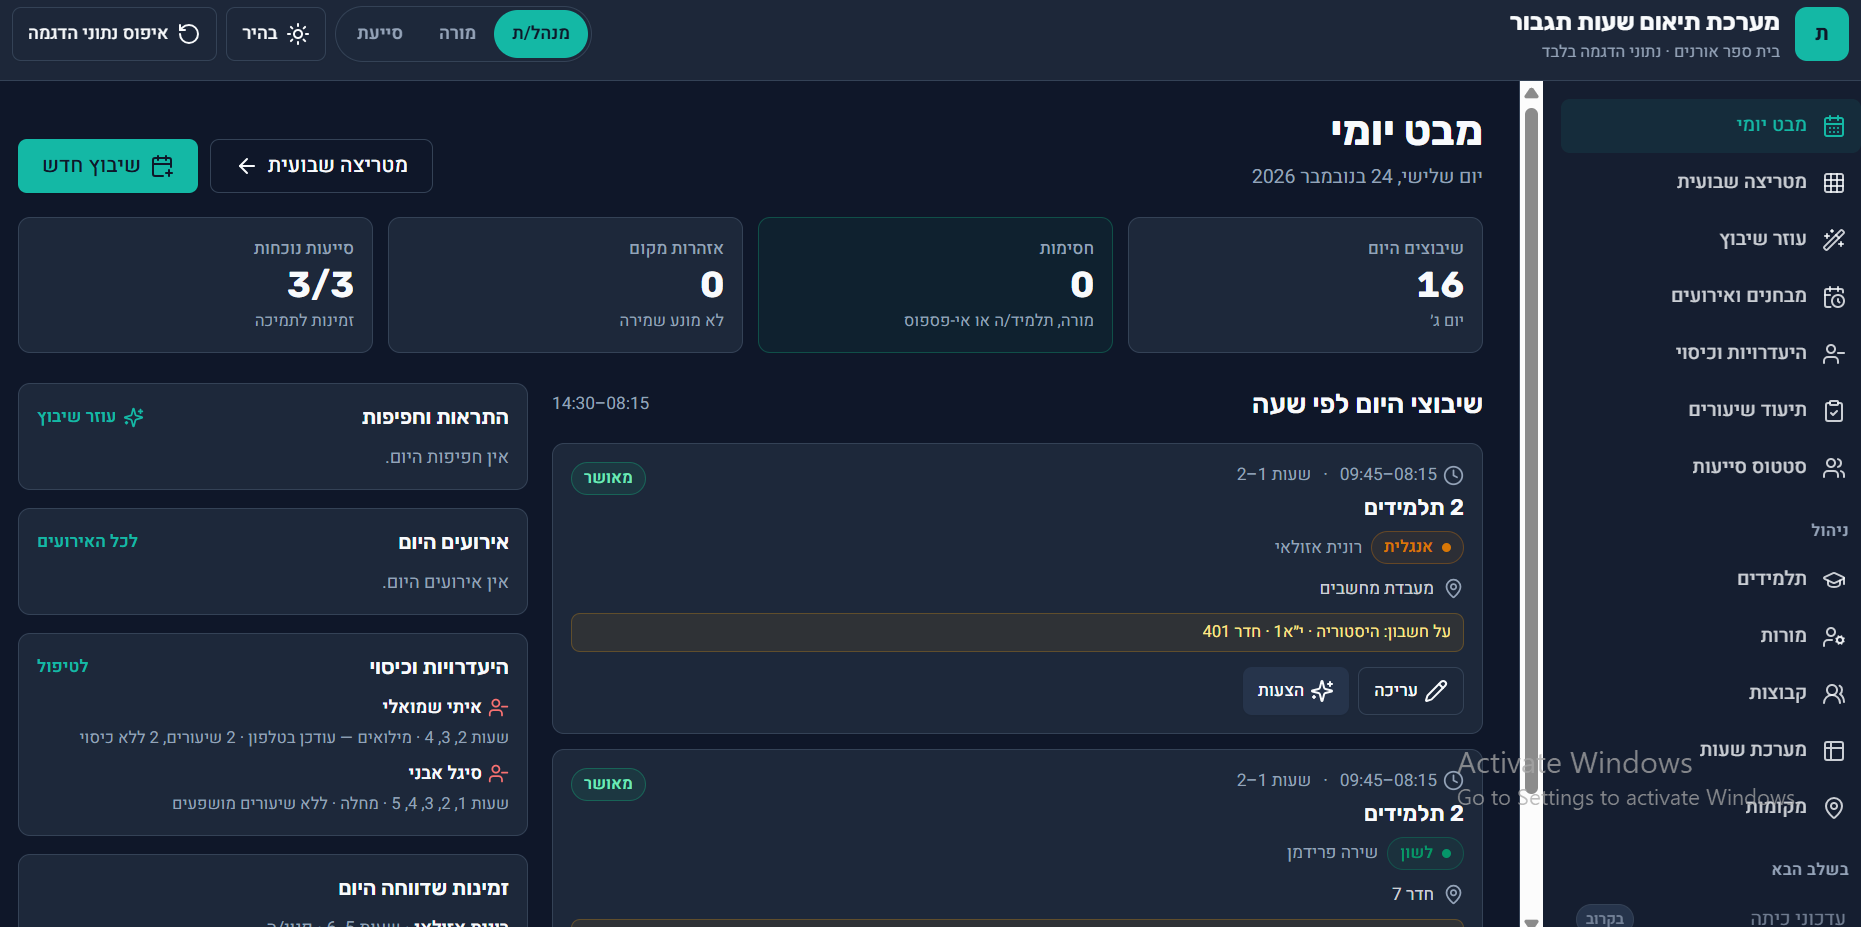 מערכת תיאום שעות תגבור
בית ספר אורנים · נתוני הדגמה בלבד
ת
מנהל/ת
מורה
סייעת
בהיר
איפוס נתוני הדגמה
מבט יומי
מטריצה שבועית
עוזר שיבוץ
מבחנים ואירועים
היעדרויות וכיסוי
תיעוד שיעורים
סטטוס סייעות
ניהול
תלמידים
מורות
קבוצות
מערכת שעות
מקומות
בשלב הבא
עדכוני כיתה
בקרוב
מבט יומי
יום שלישי, 24 בנובמבר 2026
מטריצה שבועית
שיבוץ חדש
שיבוצים היום
16
יום ג׳
חסימות
0
מורה, תלמיד/ה או אי-פספוס
אזהרות מקום
0
לא מונע שמירה
סייעות נוכחות
3/3
זמינות לתמיכה
שיבוצי היום לפי שעה
08:15–14:30
08:15–09:45 · שעות 1–2
מאושר
2 תלמידים
אנגלית
רונית אזולאי
מעבדת מחשבים
על חשבון: היסטוריה · י״א1 · חדר 401
עריכה
הצעות
08:15–09:45 · שעות 1–2
מאושר
2 תלמידים
לשון
שירה פרידמן
חדר 7
התראות וחפיפות
עוזר שיבוץ
אין חפיפות היום.
אירועים היום
לכל האירועים
אין אירועים היום.
היעדרויות וכיסוי
לטיפול
איתי שמואלי
שעות 2, 3, 4 · מילואים — עודכן בטלפון · 2 שיעורים, 2 ללא כיסוי
סיגל אבני
שעות 1, 2, 3, 4, 5 · מחלה · ללא שיעורים מושפעים
זמינות שדווחה היום
רונית אזולאי · שעות 5, 6 · פנוי/ה
Activate Windows
Go to Settings to activate Windows.